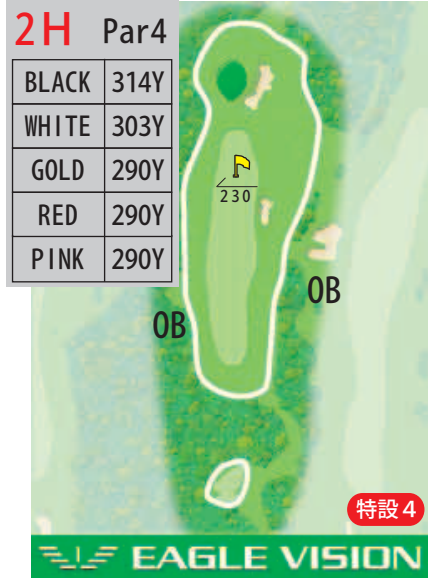 2H Par4
BLACK 314Y
WHITE 303Y
GOLD 290Y
RED 290Y
PINK 290Y
230
OB
OB
特設4
EAGLE VISION